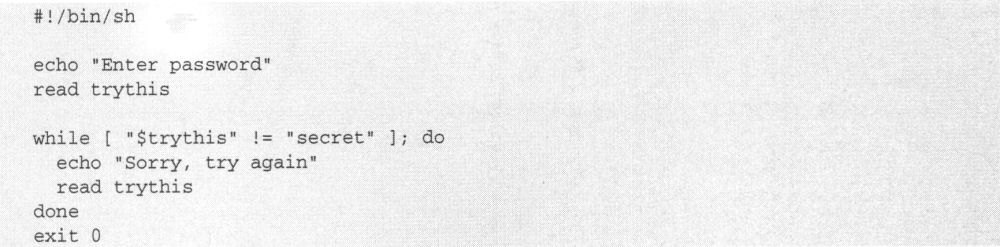 #!/bin/sh
echo "Enter password"
read trythis
while [ "$trythis" != "secret" ]; do
  echo "Sorry, try again"
  read trythis
done
exit 0